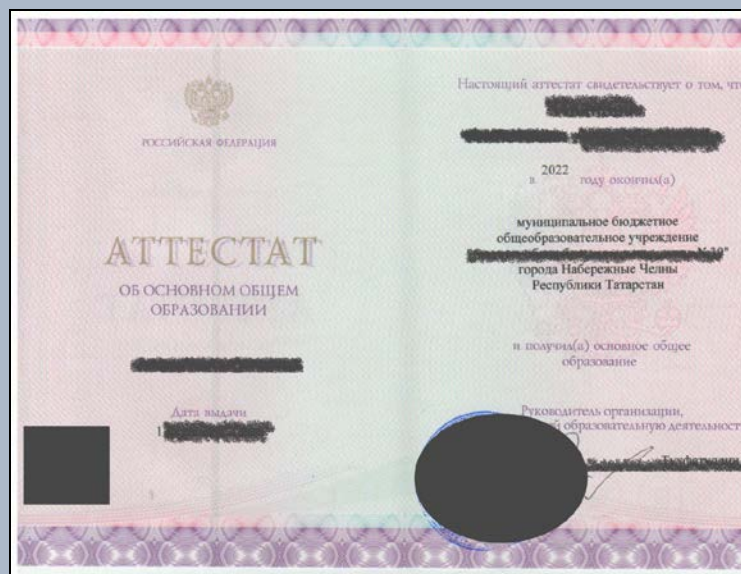 РОССИЙСКАЯ ФЕДЕРАЦИЯ
АТТЕСТАТ
ОБ ОСНОВНОМ ОБЩЕМ
ОБРАЗОВАНИИ
Дата выдачи
1
Настоящий аттестат свидетельствует о том, что
в 2022 году окончил(а)
муниципальное бюджетное
общеобразовательное учреждение
города Набережные Челны
Республики Татарстан
и получил(а) основное общее
образование
Руководитель организации,
образовательную деятельность